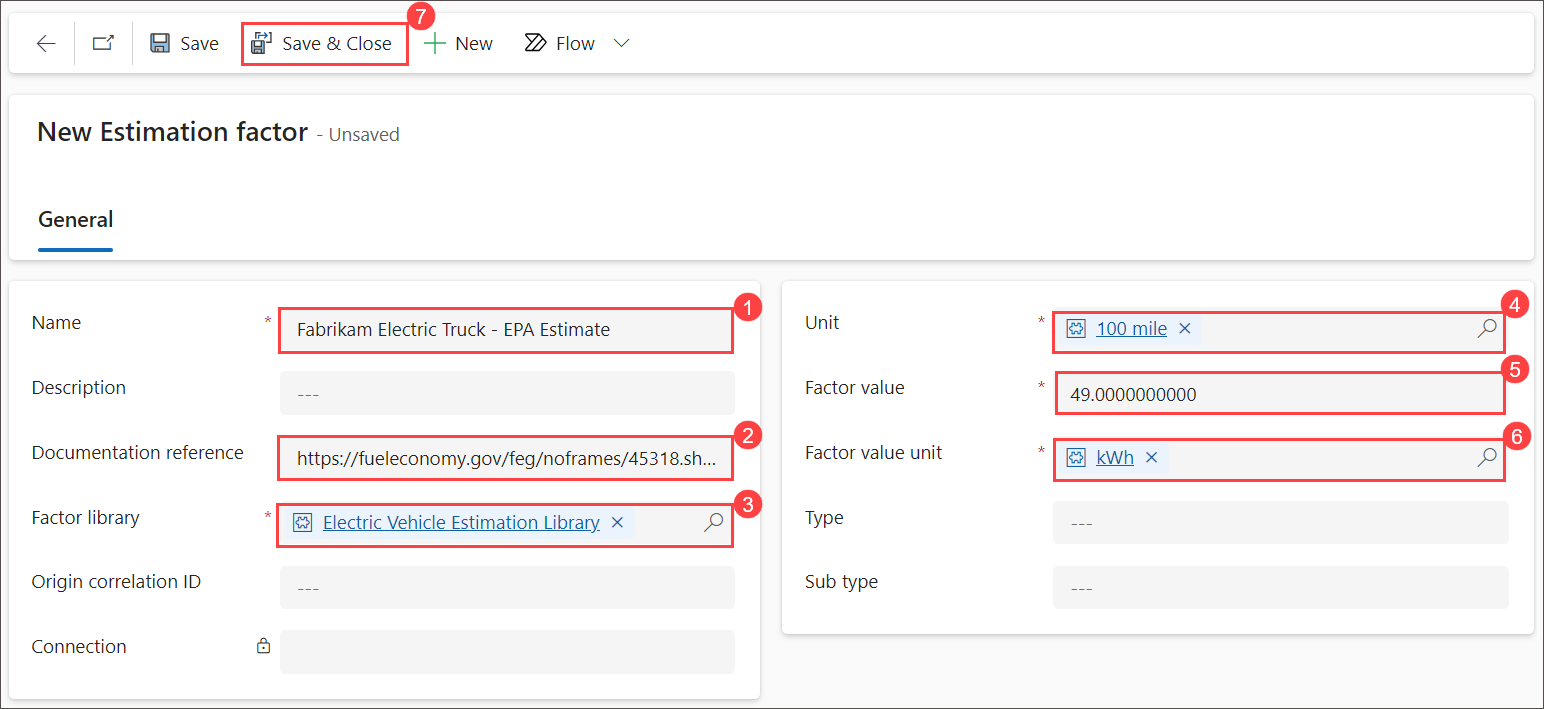 7
Save
Save & Close
New
Flow
New Estimation factor - Unsaved
General
Name * Fabrikam Electric Truck - EPA Estimate 1
Description ---
Documentation reference https://fueleconomy.gov/feg/noframes/45318.sh... 2
Factor library * Electric Vehicle Estimation Library 3
Origin correlation ID ---
Connection
Unit * 100 mile 4
Factor value * 49.0000000000 5
Factor value unit * kWh 6
Type ---
Sub type ---